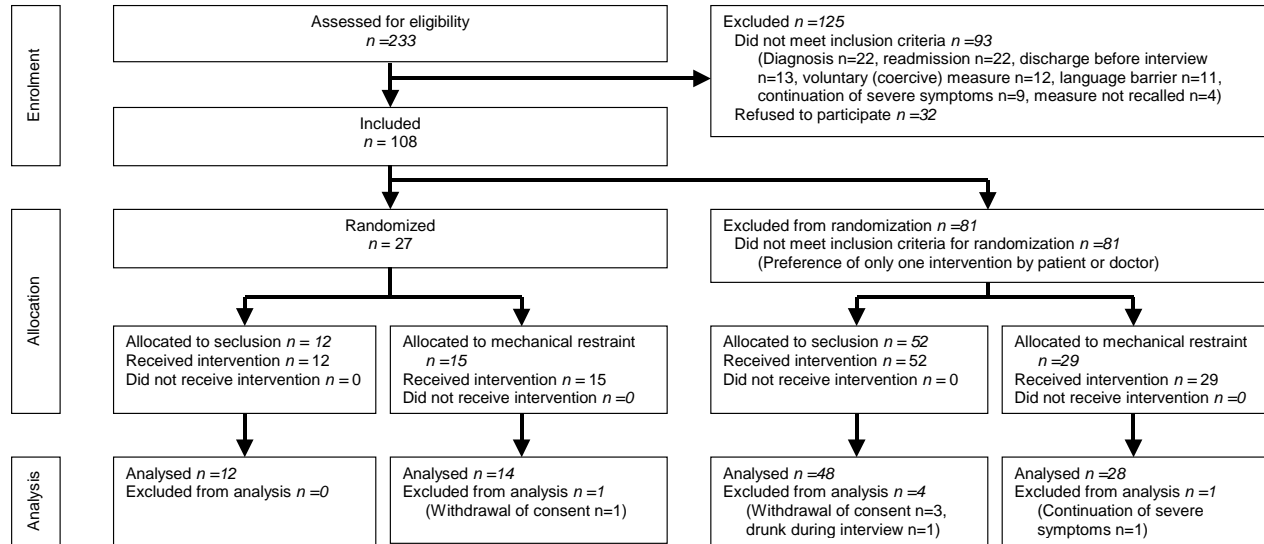 Enrolment
Assessed for eligibility
n =233
Excluded n =125
Did not meet inclusion criteria n =93
(Diagnosis n=22, readmission n=22, discharge before interview
n=13, voluntary (coercive) measure n=12, language barrier n=11,
continuation of severe symptoms n=9, measure not recalled n=4)
Refused to participate n =32
Included
n = 108
Allocation
Randomized
n = 27
Excluded from randomization n =81
Did not meet inclusion criteria for randomization n =81
(Preference of only one intervention by patient or doctor)
Allocated to seclusion n = 12
Received intervention n = 12
Did not receive intervention n = 0
Allocated to mechanical restraint
n =15
Received intervention n = 15
Did not receive intervention n =0
Allocated to seclusion n = 52
Received intervention n = 52
Did not receive intervention n = 0
Allocated to mechanical restraint
n =29
Received intervention n = 29
Did not receive intervention n =0
Analysis
Analysed n =12
Excluded from analysis n =0
Analysed n =14
Excluded from analysis n =1
(Withdrawal of consent n=1)
Analysed n =48
Excluded from analysis n =4
(Withdrawal of consent n=3,
drunk during interview n=1)
Analysed n =28
Excluded from analysis n =1
(Continuation of severe
symptoms n=1)